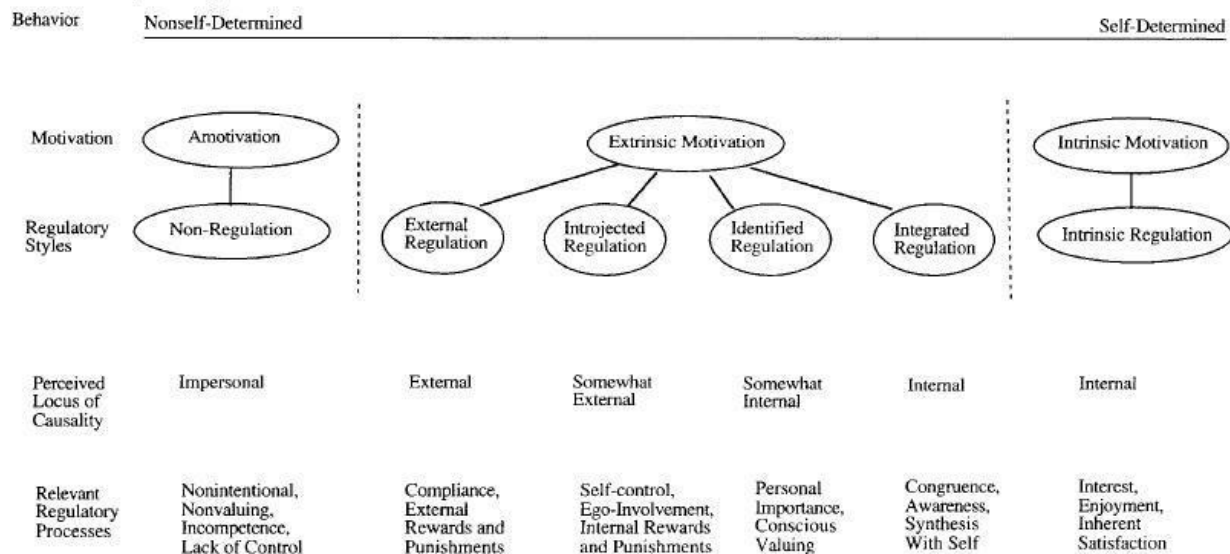 Behavior Nonself-Determined Self-Determined
Motivation Amotivation Extrinsic Motivation Intrinsic Motivation
Regulatory
Styles
Non-Regulation
External
Regulation
Introjected
Regulation
Identified
Regulation
Integrated
Regulation
Intrinsic Regulation
Perceived
Locus of
Causality
Impersonal
External
Somewhat
External
Somewhat
Internal
Internal
Internal
Relevant
Regulatory
Processes
Nonintentional,
Nonvaluing,
Incompetence,
Lack of Control
Compliance,
External
Rewards and
Punishments
Self-control,
Ego-Involvement,
Internal Rewards
and Punishments
Personal
Importance,
Conscious
Valuing
Congruence,
Awareness,
Synthesis
With Self
Interest,
Enjoyment,
Inherent
Satisfaction